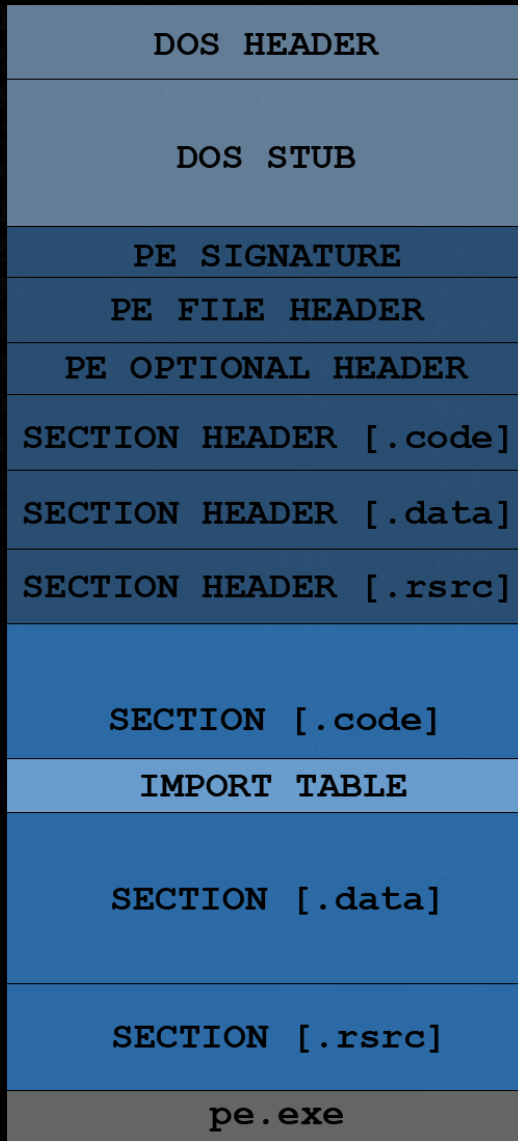 DOS HEADER
DOS STUB
PE SIGNATURE
PE FILE HEADER
PE OPTIONAL HEADER
SECTION HEADER [.code]
SECTION HEADER [.data]
SECTION HEADER [.rsrc]
SECTION [.code]
IMPORT TABLE
SECTION [.data]
SECTION [.rsrc]
pe.exe